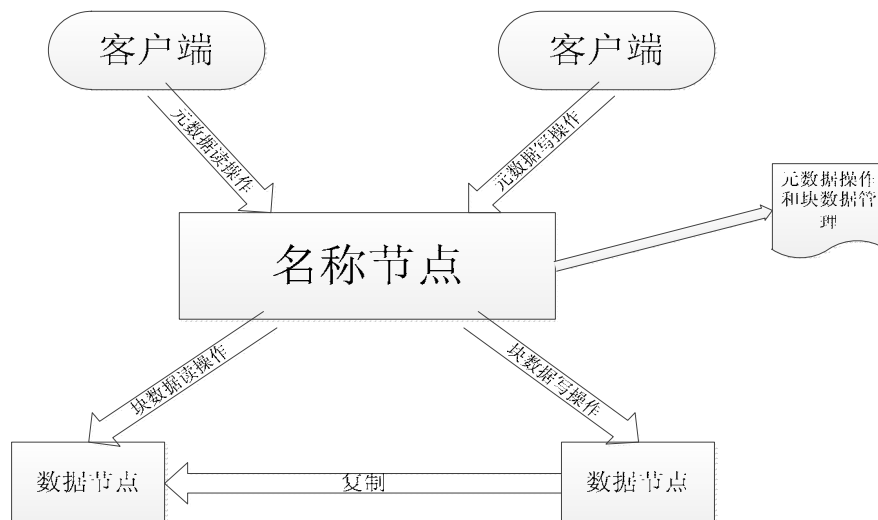 客户端
客户端
元数据读操作
元数据写操作
元数据操作
和块数据管
理
名称节点
块数据读操作
块数据写操作
数据节点
复制
数据节点